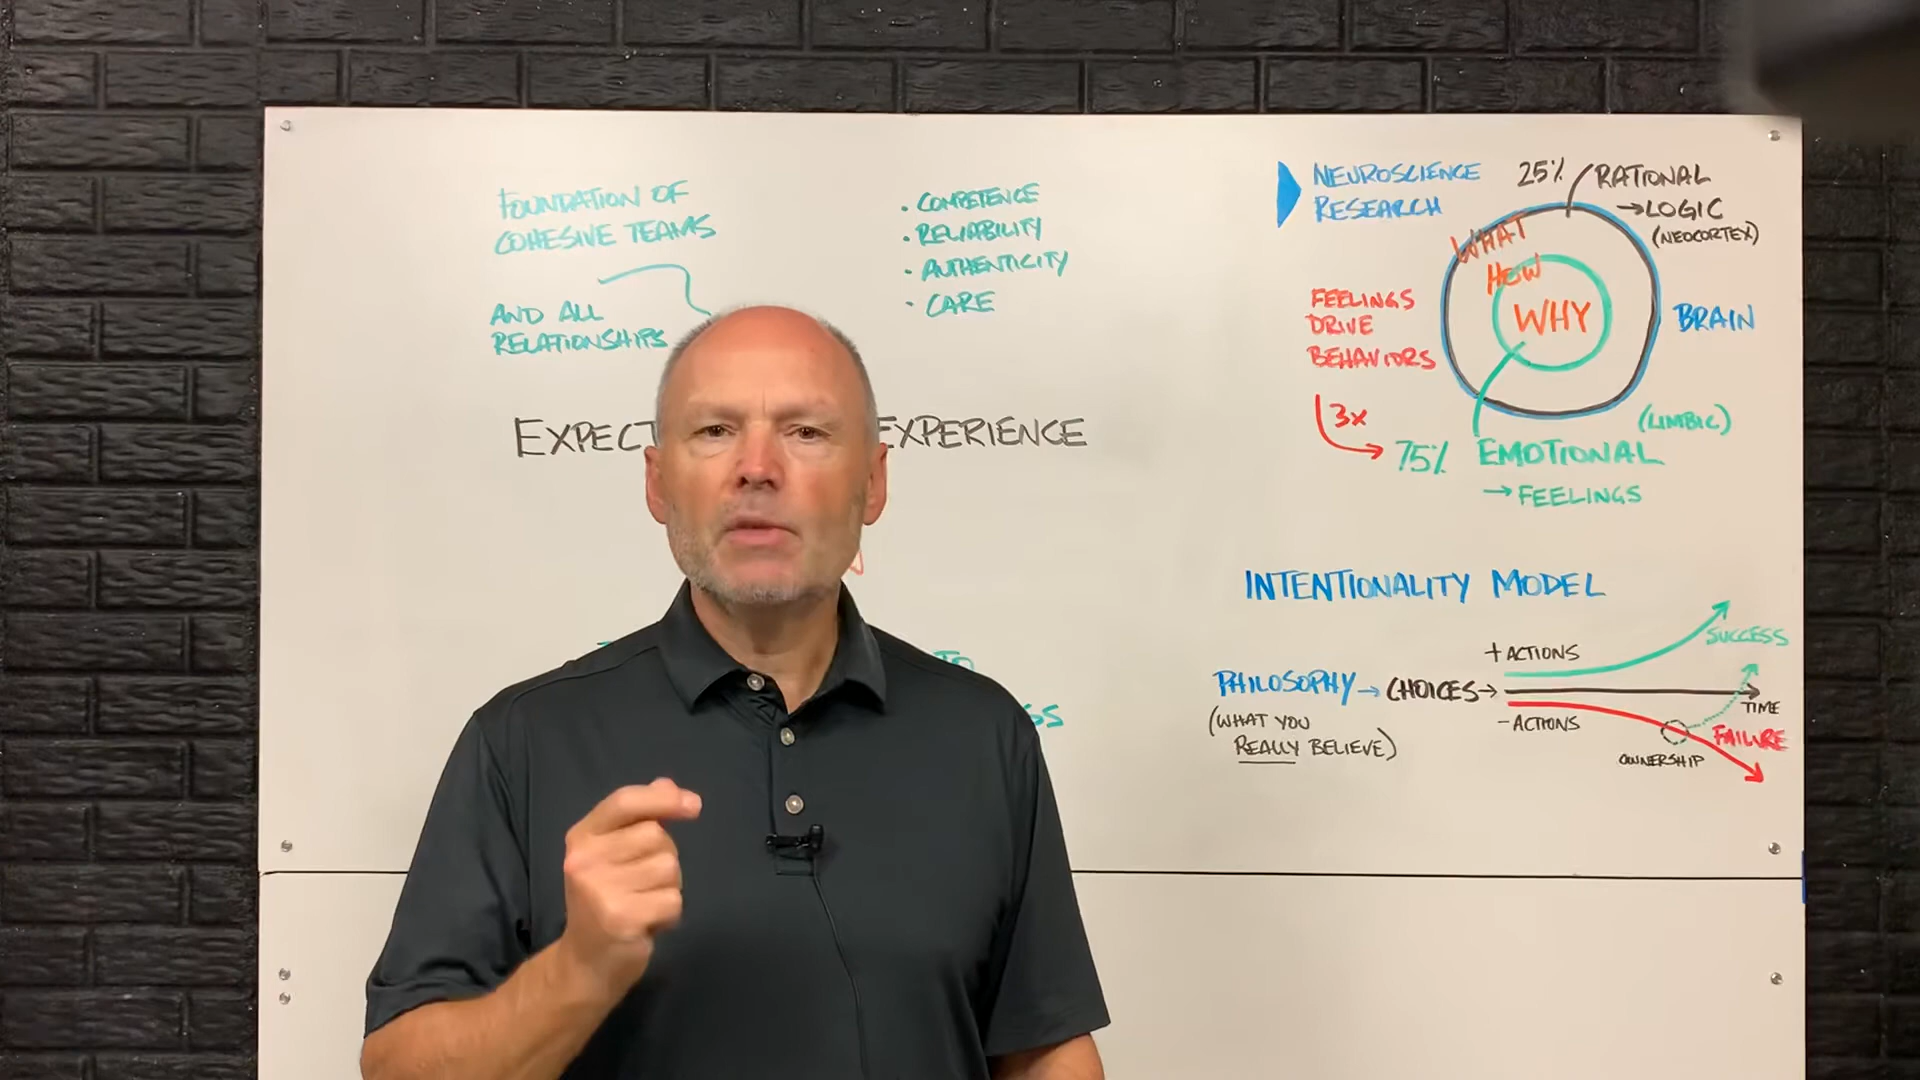 FOUNDATION OF
COHESIVE TEAMS
AND ALL
RELATIONSHIPS
• COMPETENCE
• RELIABILITY
• AUTHENTICITY
• CARE
EXPERIENCE
TO
NEUROSCIENCE
RESEARCH
25% RATIONAL
→LOGIC
(NEOCORTEX)
WHAT
HOW
WHY
BRAIN
FEELINGS
DRIVE
BEHAVIORS
3x
(LIMBIC)
75% EMOTIONAL
→ FEELINGS
INTENTIONALITY MODEL
+ ACTIONS
SUCCESS
PHILOSOPHY → CHOICES →
TIME
(WHAT YOU
REALLY BELIEVE)
- ACTIONS
FAILURE
OWNERSHIP